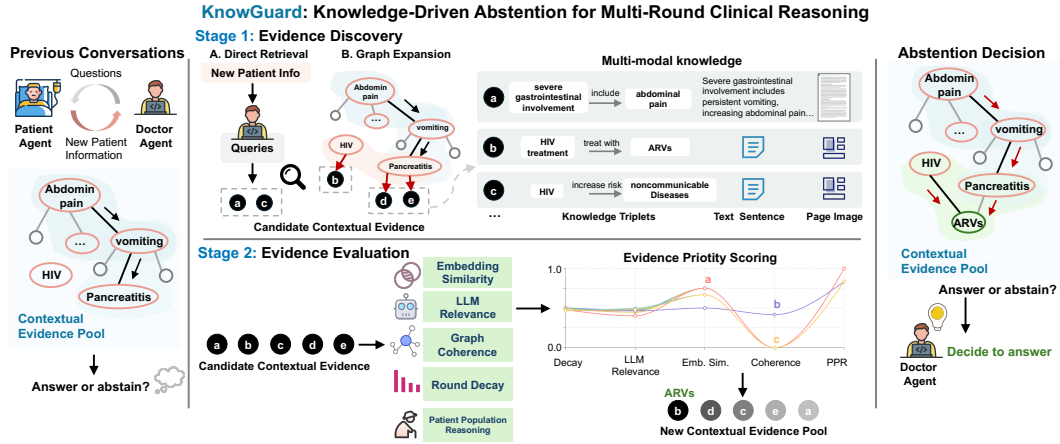 KnowGuard: Knowledge-Driven Abstention for Multi-Round Clinical Reasoning
Previous Conversations
Questions
Patient
Agent
Doctor
Agent
New Patient
Information
Abdomin
pain
...
vomiting
HIV
Pancreatitis
Contextual
Evidence Pool
Answer or abstain?
Stage 1: Evidence Discovery
A. Direct Retrieval
New Patient Info
Queries
a c
B. Graph Expansion
Abdomin
pain
...
vomiting
HIV
Pancreatitis
b
d e
Candidate Contextual Evidence
Multi-modal knowledge
a
severe
gastrointestinal
involvement
include
abdominal
pain
Severe gastrointestinal
involvement includes
persistent vomiting,
increasing abdominal pain...
b
HIV
treatment
treat with
ARVs
c
HIV
increase risk
noncommunicable
Diseases
...
Knowledge Triplets
Text Sentence
Page Image
Stage 2: Evidence Evaluation
a b c d e
Candidate Contextual Evidence
Embedding
Similarity
LLM
Relevance
Graph
Coherence
Round Decay
Patient Population
Reasoning
Evidence Priotity Scoring
1.0
0.0
a
b
c
Decay
LLM
Relevance
Emb. Sim.
Coherence
PPR
ARVs
b d c e a
New Contextual Evidence Pool
Abstention Decision
Abdomin
pain
...
vomiting
HIV
Pancreatitis
ARVs
Contextual
Evidence Pool
Answer or abstain?
Doctor
Agent
Decide to answer